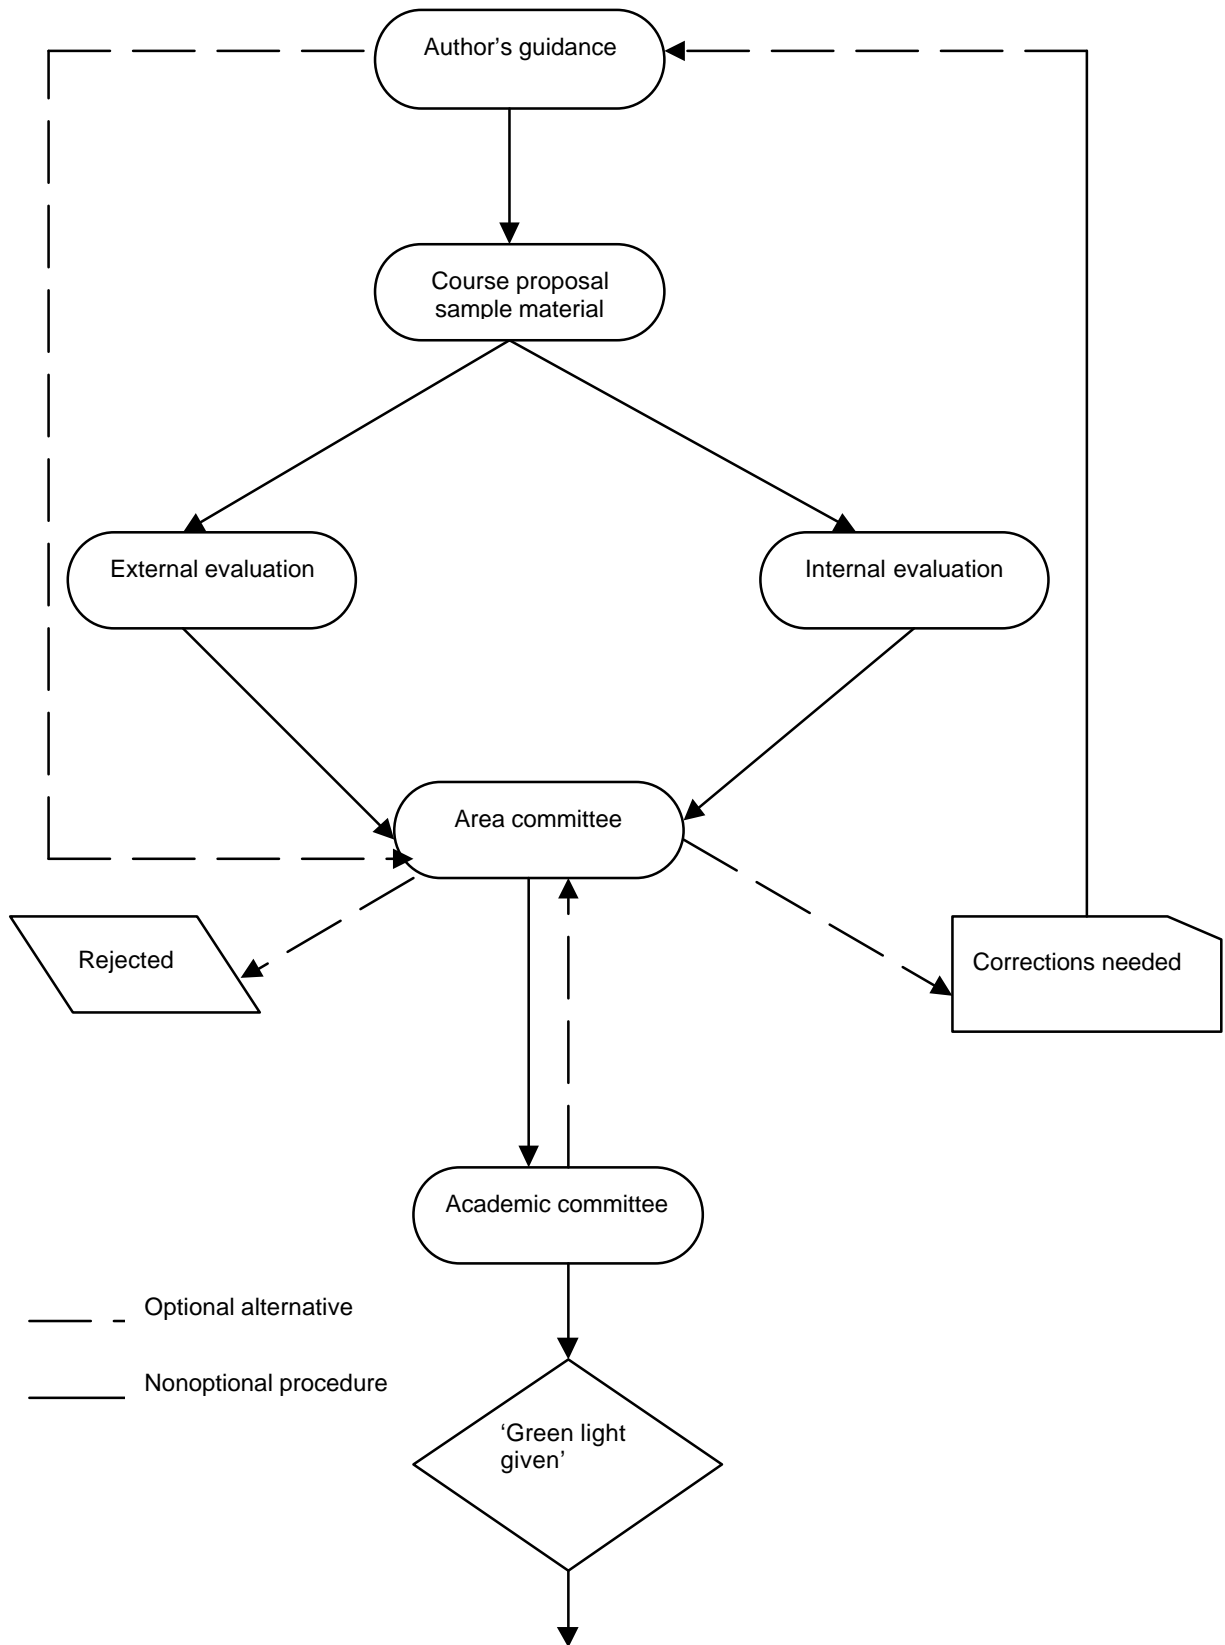 Author’s guidance
Course proposal
sample material
External evaluation
Internal evaluation
Area committee
Rejected
Corrections needed
Academic committee
Optional alternative
Nonoptional procedure
‘Green light
given’